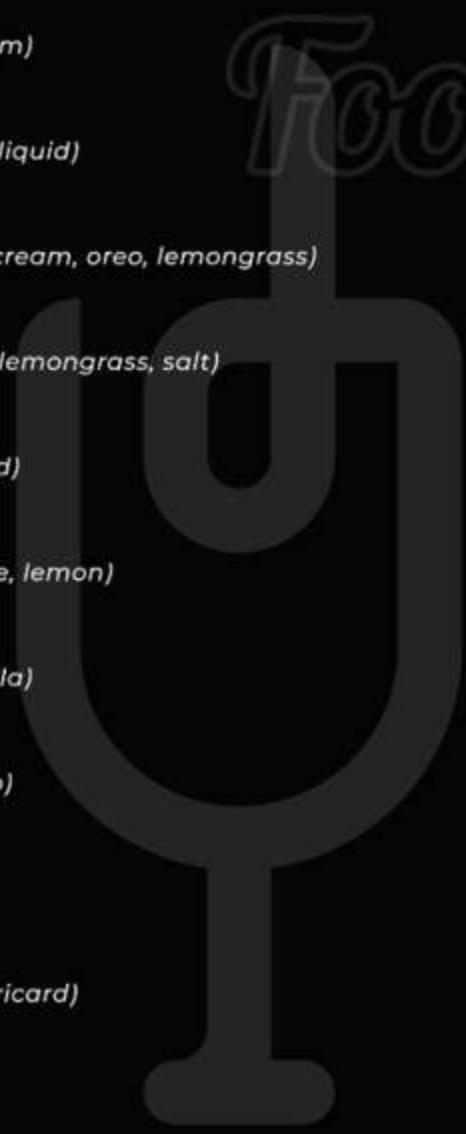 Foo
m)
liquid)
cream, oreo, lemongrass)
lemongrass, salt)
d)
e, lemon)
la)
o)
ricard)